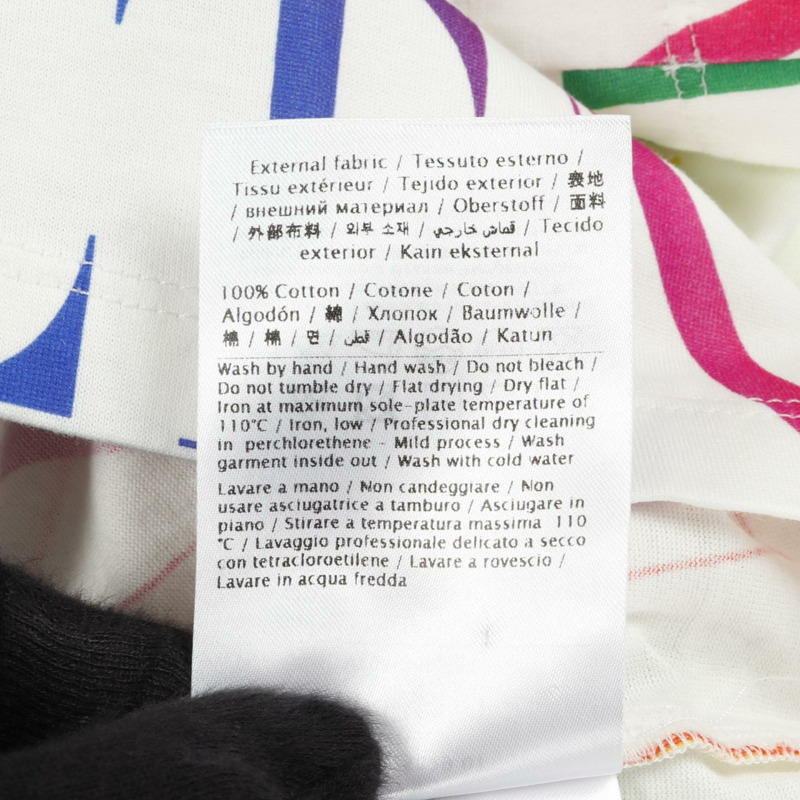 External fabric / Tessuto esterno /
Tissu extérieur / Tejido exterior / 表地
/ внешний материал / Oberstoff / 面料
/ 外部布料 / 외부 소재 / قماش خارجي / Tecido
exterior / Kain eksternal
100% Cotton / Cotone / Coton /
Algodón / 綿 / Хлопок / Baumwolle /
棉 / 棉 / 면 / قطن / Algodão / Katun
Wash by hand / Hand wash / Do not bleach /
Do not tumble dry / Flat drying / Dry flat /
Iron at maximum sole-plate temperature of
110°C / Iron, low / Professional dry cleaning
in perchlorethene - Mild process / Wash
garment inside out / Wash with cold water
Lavare a mano / Non candeggiare / Non
usare asciugatrice a tamburo / Asciugare in
piano / Stirare a temperatura massima 110
°C / Lavaggio professionale delicato a secco
con tetracloroetilene / Lavare a rovescio /
Lavare in acqua fredda